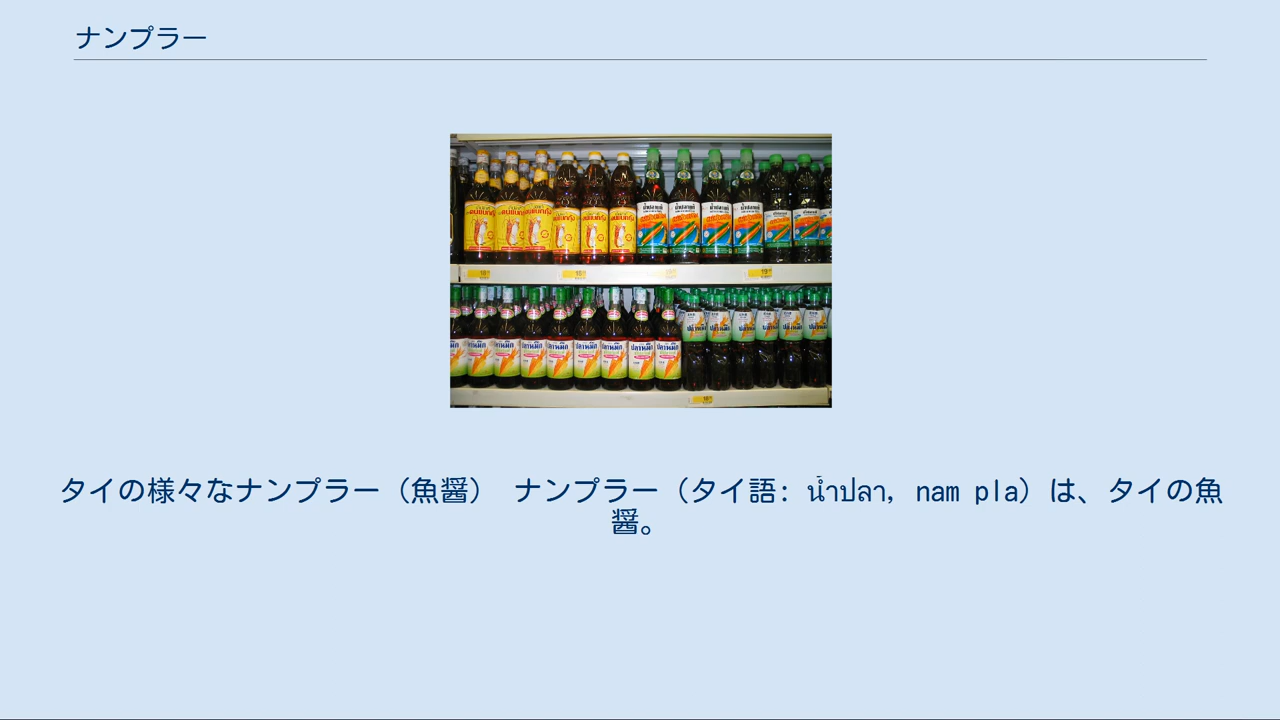 ナンプラー
タイの様々なナンプラー（魚醤） ナンプラー（タイ語: น้ำปลา, nam pla）は、タイの魚
醤。